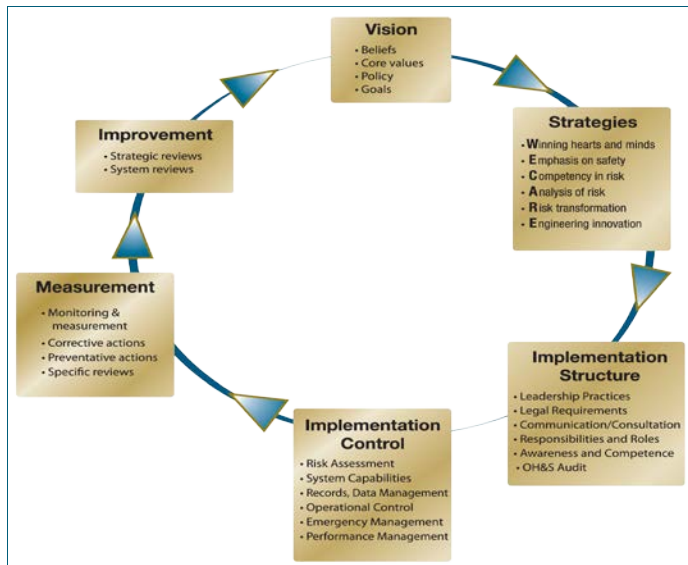 Vision
• Beliefs
• Core values
• Policy
• Goals
Strategies
• Winning hearts and minds
• Emphasis on safety
• Competency in risk
• Analysis of risk
• Risk transformation
• Engineering innovation
Implementation
Structure
• Leadership Practices
• Legal Requirements
• Communication/Consultation
• Responsibilities and Roles
• Awareness and Competence
• OH&S Audit
Implementation
Control
• Risk Assessment
• System Capabilities
• Records, Data Management
• Operational Control
• Emergency Management
• Performance Management
Measurement
• Monitoring &
measurement
• Corrective actions
• Preventative actions
• Specific reviews
Improvement
• Strategic reviews
• System reviews